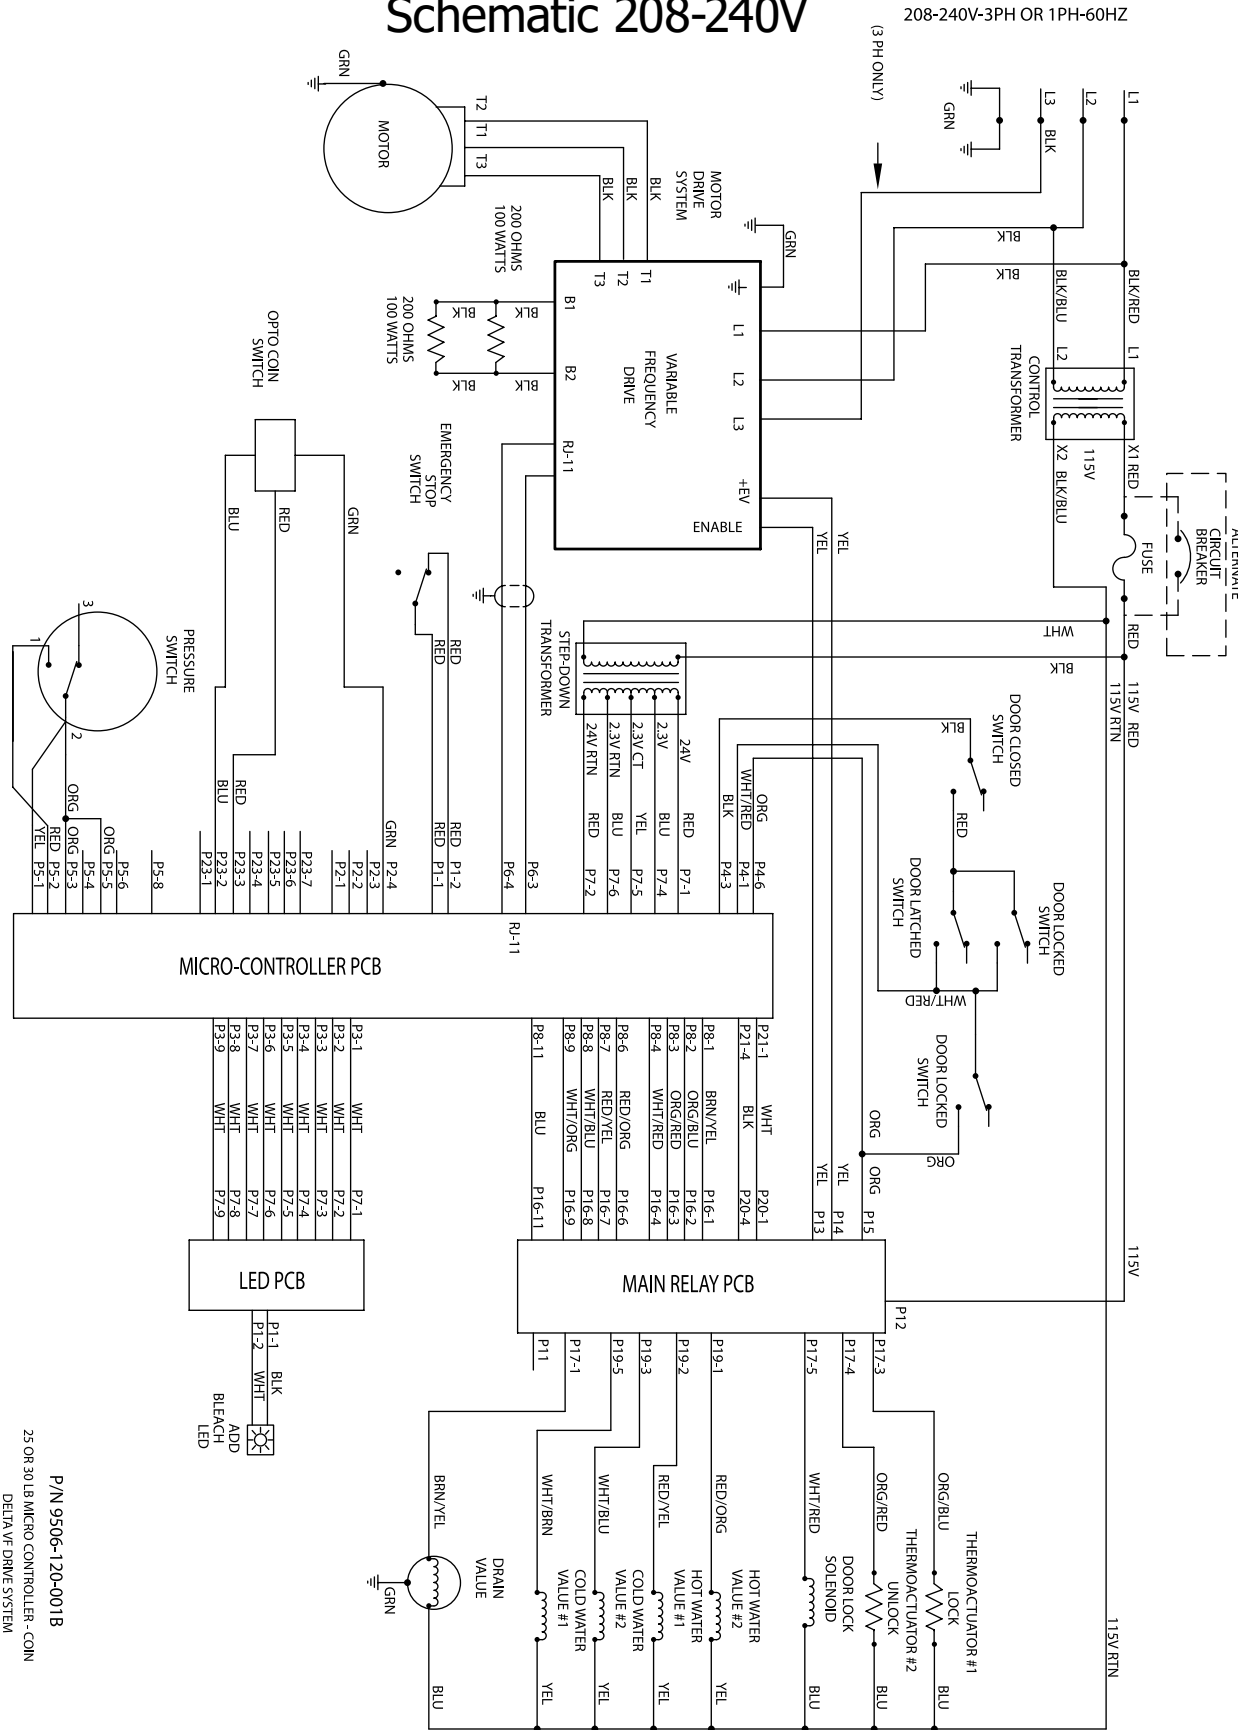 Schematic 208-240V
208-240V-3PH OR 1PH-60HZ
(3 PH ONLY)
L1
L2
L3
BLK
GRN
GRN
MOTOR
T2
T1
T3
BLK
BLK
BLK
MOTOR
DRIVE
SYSTEM
200 OHMS
100 WATTS
200 OHMS
100 WATTS
BLK
BLK
BLK
BLK
GRN
T1
T2
T3
B1
B2
RJ-11
L1
L2
L3
+EV
ENABLE
VARIABLE
FREQUENCY
DRIVE
BLK
BLK
BLK/RED
BLK/BLU
L1
L2
CONTROL
TRANSFORMER
X1 RED
X2
115V
BLK/BLU
ALTERNATE
CIRCUIT
BREAKER
FUSE
RED
WHT
BLK
115V RED
115V RTN
YEL
YEL
OPTO COIN
SWITCH
EMERGENCY
STOP
SWITCH
BLU
RED
GRN
RED
RED
STEP-DOWN
TRANSFORMER
24V
2.3V
2.3V CT
2.3V RTN
24V RTN
PRESSURE
SWITCH
3
1
2
ORG
ORG
DOOR CLOSED
SWITCH
BLK
RED
DOOR LATCHED
SWITCH
DOOR LOCKED
SWITCH
WHT/RED
DOOR LOCKED
SWITCH
ORG
ORG
ORG
ORG
WHT/RED
BLK
RED
BLU
YEL
BLU
RED
RED
RED
GRN
RED
BLU
ORG
RED
YEL
P4-6
P4-1
P4-3
P7-1
P7-4
P7-5
P7-6
P7-2
P6-3
P6-4
P1-2
P1-1
P2-4
P2-3
P2-2
P2-1
P23-7
P23-6
P23-5
P23-4
P23-3
P23-2
P23-1
P5-8
P5-6
P5-5
P5-4
P5-3
P5-2
P5-1
RJ-11
MICRO-CONTROLLER PCB
P21-1 WHT P20-1
P21-4 BLK P20-4
P8-1 BRN/YEL P16-1
P8-2 ORG/BLU P16-2
P8-3 ORG/RED P16-3
P8-4 WHT/RED P16-4
P8-6 RED/ORG P16-6
P8-7 RED/YEL P16-7
P8-8 WHT/BLU P16-8
P8-9 WHT/ORG P16-9
P8-11 BLU P16-11
P3-1 WHT P7-1
P3-2 WHT P7-2
P3-3 WHT P7-3
P3-4 WHT P7-4
P3-5 WHT P7-5
P3-6 WHT P7-6
P3-7 WHT P7-7
P3-8 WHT P7-8
P3-9 WHT P7-9
YEL P14
YEL P13
P15
115V
P12
MAIN RELAY PCB
LED PCB
P1-1 BLK
P1-2 WHT
ADD
BLEACH
LED
P17-3
P17-4
P17-5
P19-1
P19-2
P19-3
P19-5
P17-1
P11
ORG/BLU
THERMOACTUATOR #1
LOCK
BLU
ORG/RED
THERMOACTUATOR #2
UNLOCK
BLU
WHT/RED
DOOR LOCK
SOLENOID
BLU
RED/ORG
HOT WATER
VALUE #2
YEL
RED/YEL
HOT WATER
VALUE #1
YEL
WHT/BLU
COLD WATER
VALUE #2
YEL
WHT/BRN
COLD WATER
VALUE #1
YEL
BRN/YEL
DRAIN
VALUE
GRN
BLU
115V RTN
P/N 9506-120-001B
25 OR 30 LB MICRO CONTROLLER - COIN
DELTA VF DRIVE SYSTEM